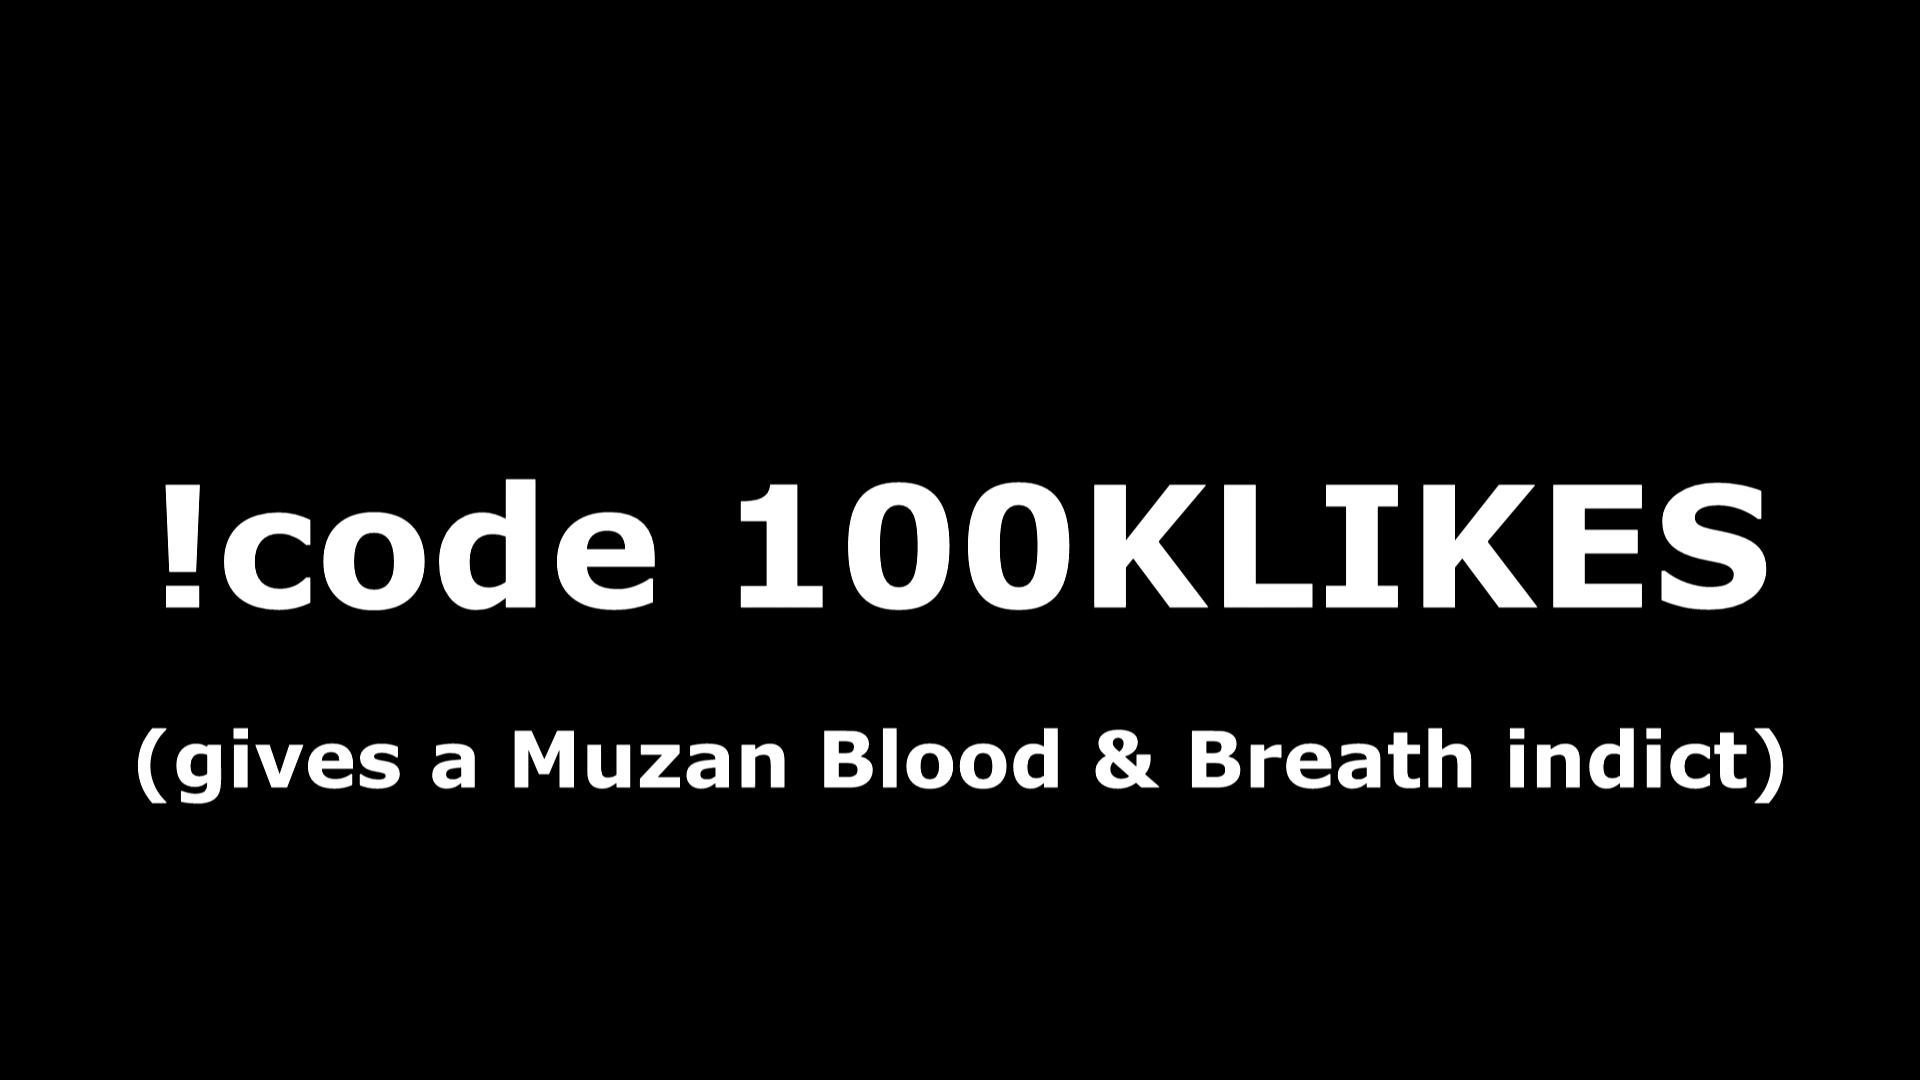 !code 100KLIKES
(gives a Muzan Blood & Breath indict)